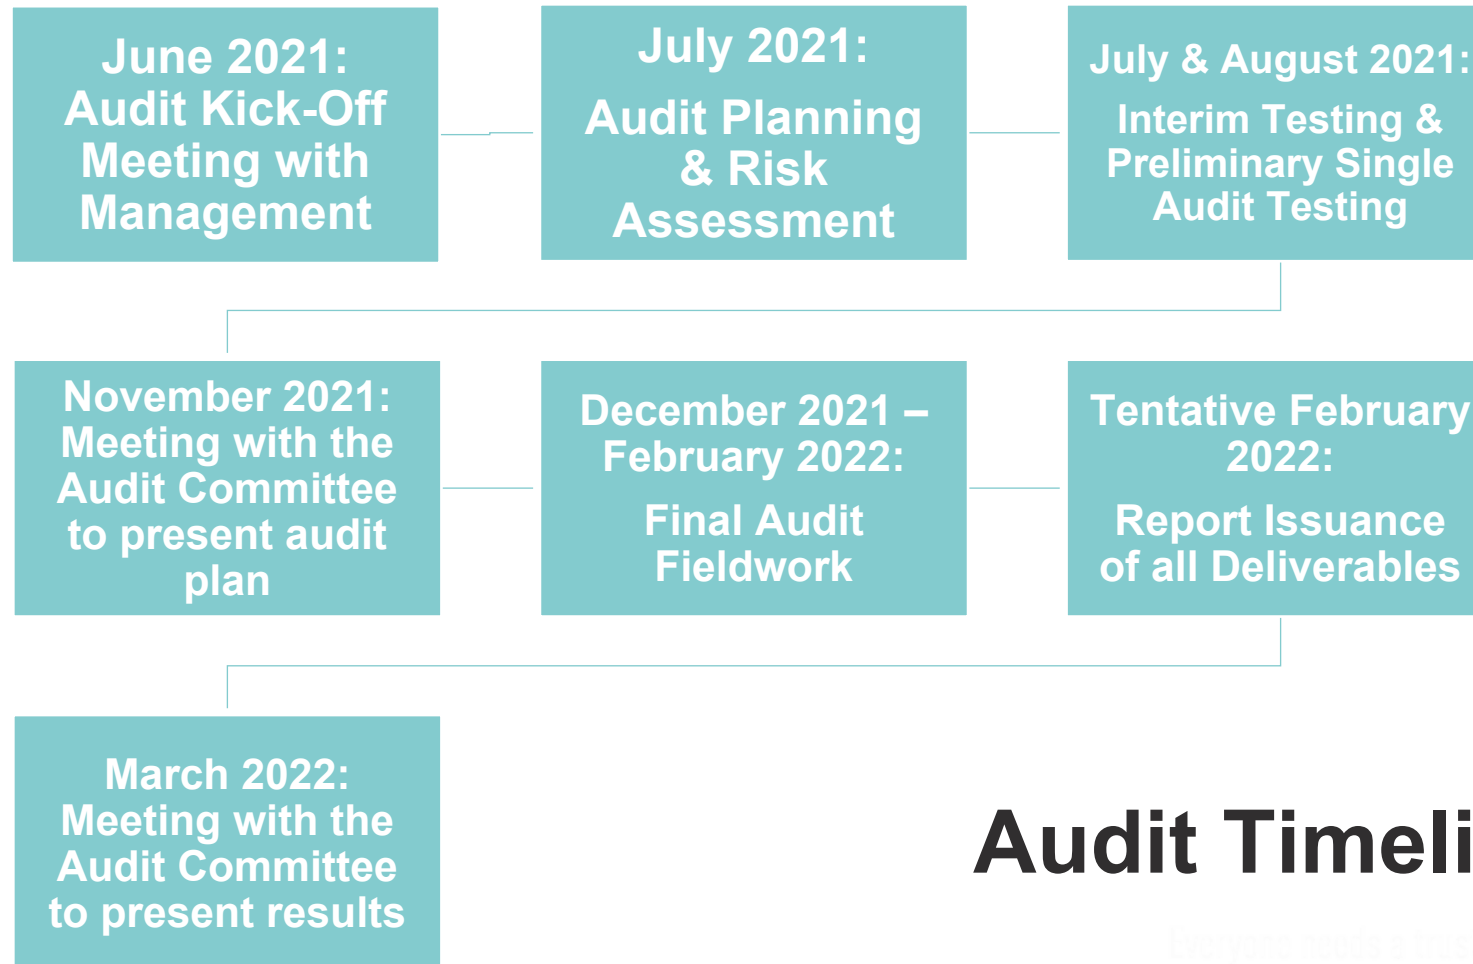 June 2021:
Audit Kick-Off
Meeting with
Management
July 2021:
Audit Planning
& Risk
Assessment
July & August 2021:
Interim Testing &
Preliminary Single
Audit Testing
November 2021:
Meeting with the
Audit Committee
to present audit
plan
December 2021 –
February 2022:
Final Audit
Fieldwork
Tentative February
2022:
Report Issuance
of all Deliverables
March 2022:
Meeting with the
Audit Committee
to present results
Audit Timeli
Everyone needs a trus